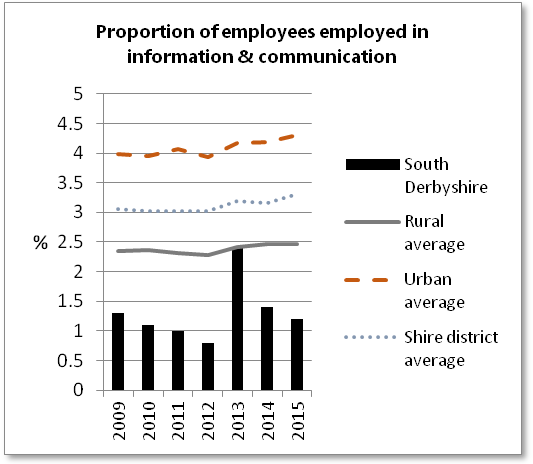 Proportion of employees employed in
information & communication
5
4.5
4
3.5
3
% 2.5
2
1.5
1
0.5
0
2009
2010
2011
2012
2013
2014
2015
South
Derbyshire
Rural
average
Urban
average
Shire district
average